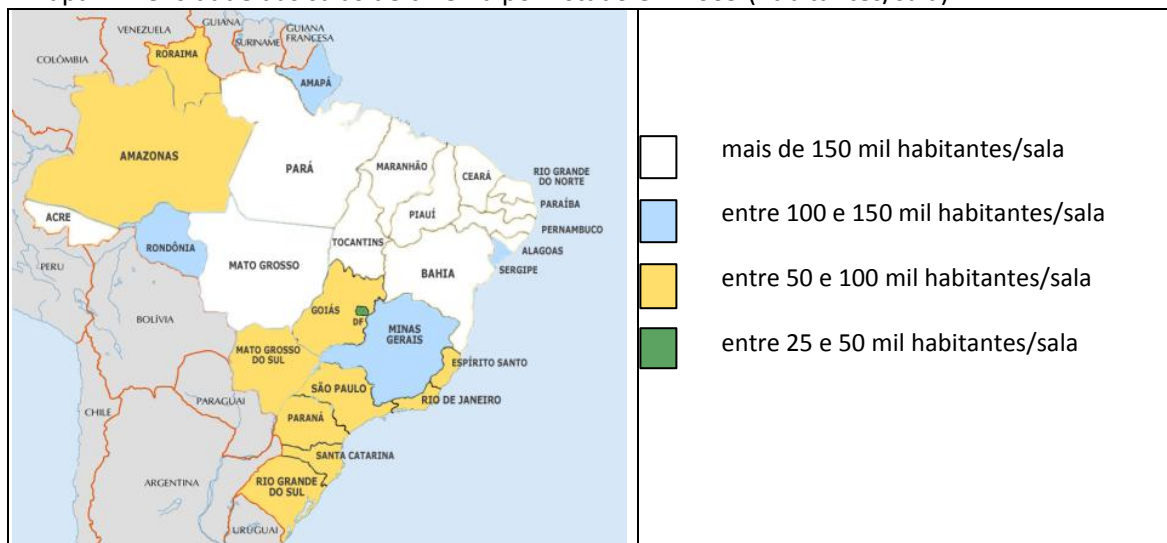 VENEZUELA
GUIANA
SURINAME
GUIANA
FRANCESA
COLÔMBIA
RORAIMA
AMAPÁ
AMAZONAS
PARÁ
MARANHÃO
CEARÁ
RIO GRANDE
DO NORTE
PARAÍBA
PIAUÍ
PERNAMBUCO
ACRE
RONDÔNIA
TOCANTINS
ALAGOAS
SERGIPE
PERU
MATO GROSSO
BAHIA
BOLÍVIA
GOIÁS
DF
MINAS
GERAIS
MATO GROSSO
DO SUL
ESPÍRITO SANTO
SÃO PAULO
RIO DE JANEIRO
PARAGUAI
CHILE
PARANÁ
SANTA CATARINA
ARGENTINA
RIO GRANDE
DO SUL
URUGUAI
mais de 150 mil habitantes/sala
entre 100 e 150 mil habitantes/sala
entre 50 e 100 mil habitantes/sala
entre 25 e 50 mil habitantes/sala